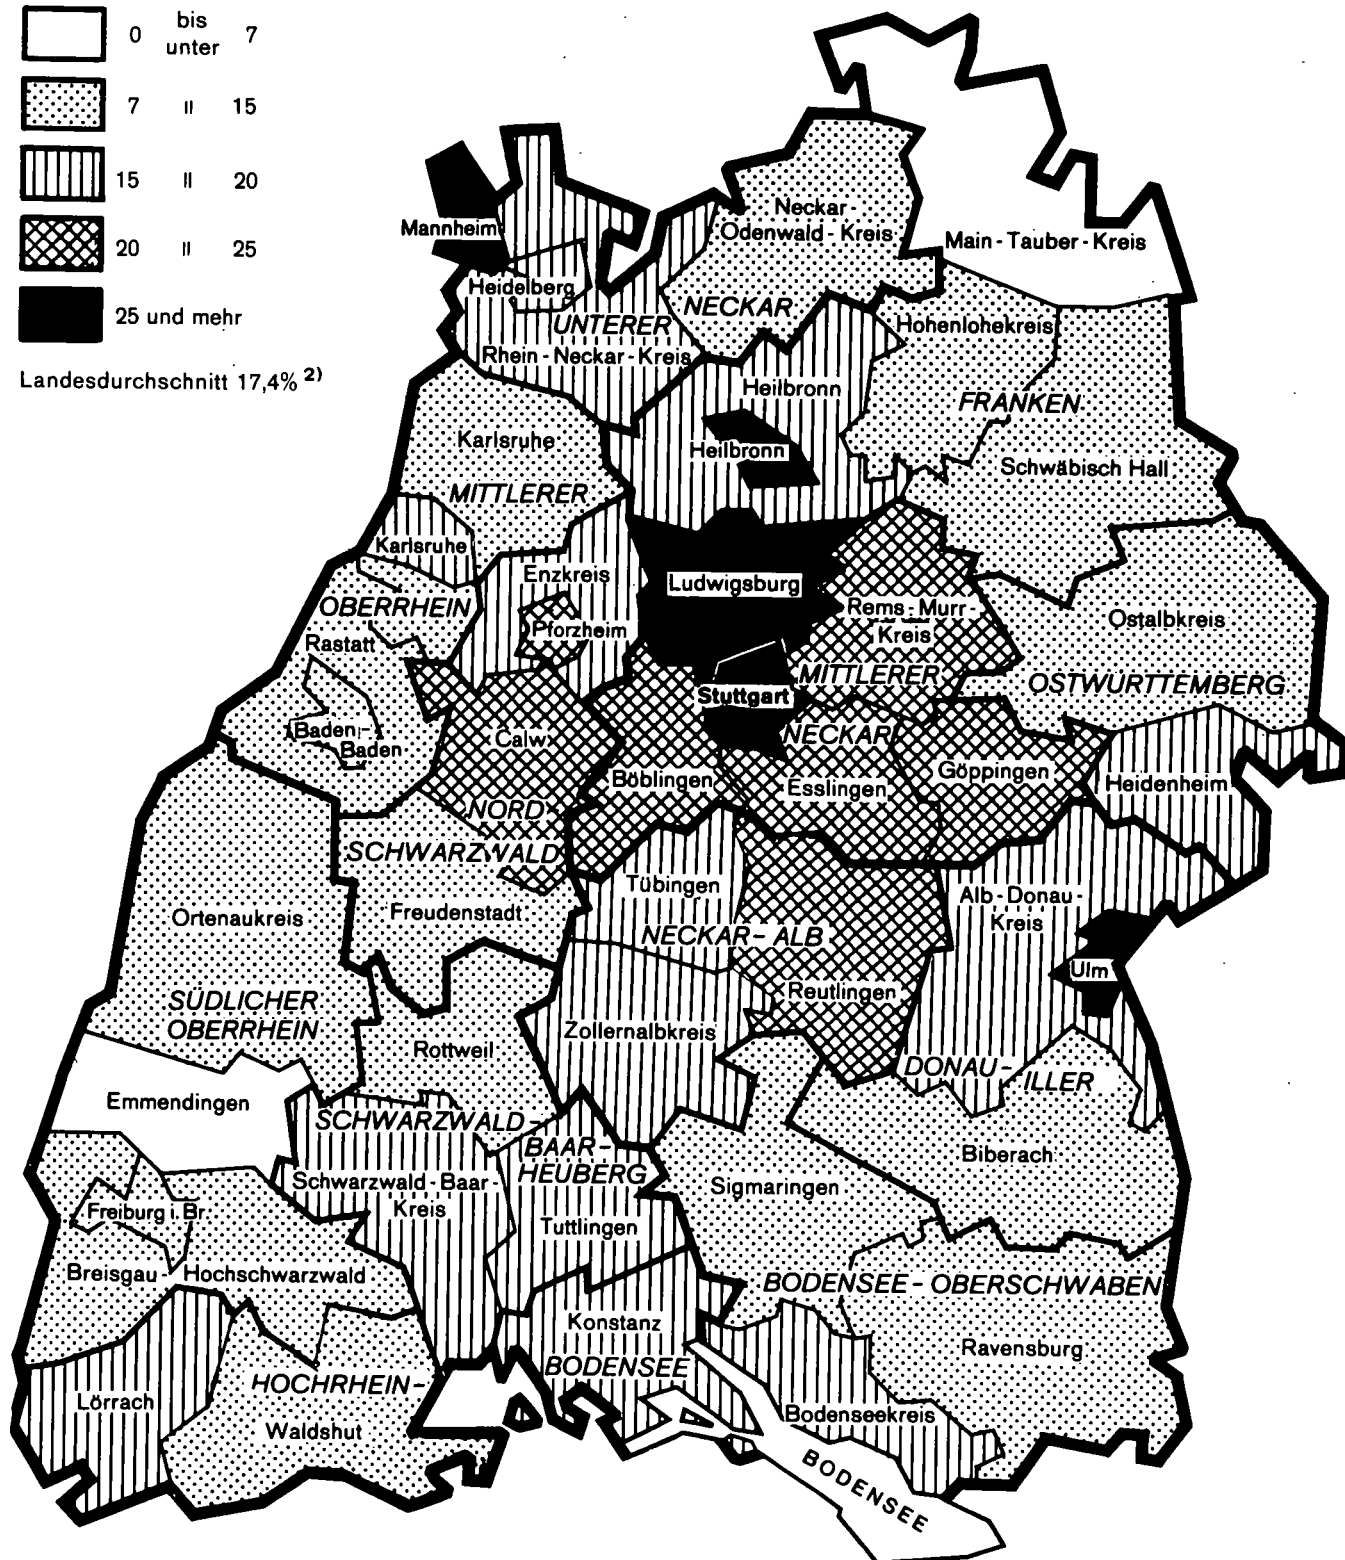 0 bis unter 7
7 " 15
15 " 20
20 " 25
25 und mehr
Landesdurchschnitt 17,4% 2)
Mannheim
Heidelberg
UNTERER
NECKAR
Rhein-Neckar-Kreis
Neckar-
Odenwald-Kreis
Main-Tauber-Kreis
Hohenlohekreis
Heilbronn
FRANKEN
Heilbronn
Schwäbisch Hall
Karlsruhe
MITTLERER
Karlsruhe
OBERRHEIN
Enzkreis
Pforzheim
Ludwigsburg
Rems-Murr-
Kreis
Ostalbkreis
Rastatt
Stuttgart
MITTLERER
NECKAR
OSTWURTTEMBERG
Baden-
Baden
Calw
Böblingen
Esslingen
Göppingen
Heidenheim
NORD-
SCHWARZWALD
Tübingen
Alb-Donau-
Kreis
Ortenaukreis
Freudenstadt
NECKAR-ALB
Ulm
SÜDLICHER
OBERRHEIN
Reutlingen
Rottweil
Zollernalbkreis
DONAU-ILLER
Emmendingen
SCHWARZWALD-
BAAR-
HEUBERG
Biberach
Schwarzwald-Baar-
Kreis
Sigmaringen
Freiburg i. Br.
Tuttlingen
Breisgau-Hochschwarzwald
BODENSEE-OBERSCHWABEN
Konstanz
Ravensburg
BODENSEE
HOCHRHEIN-
Lörrach
Waldshut
Bodenseekreis
BODENSEE